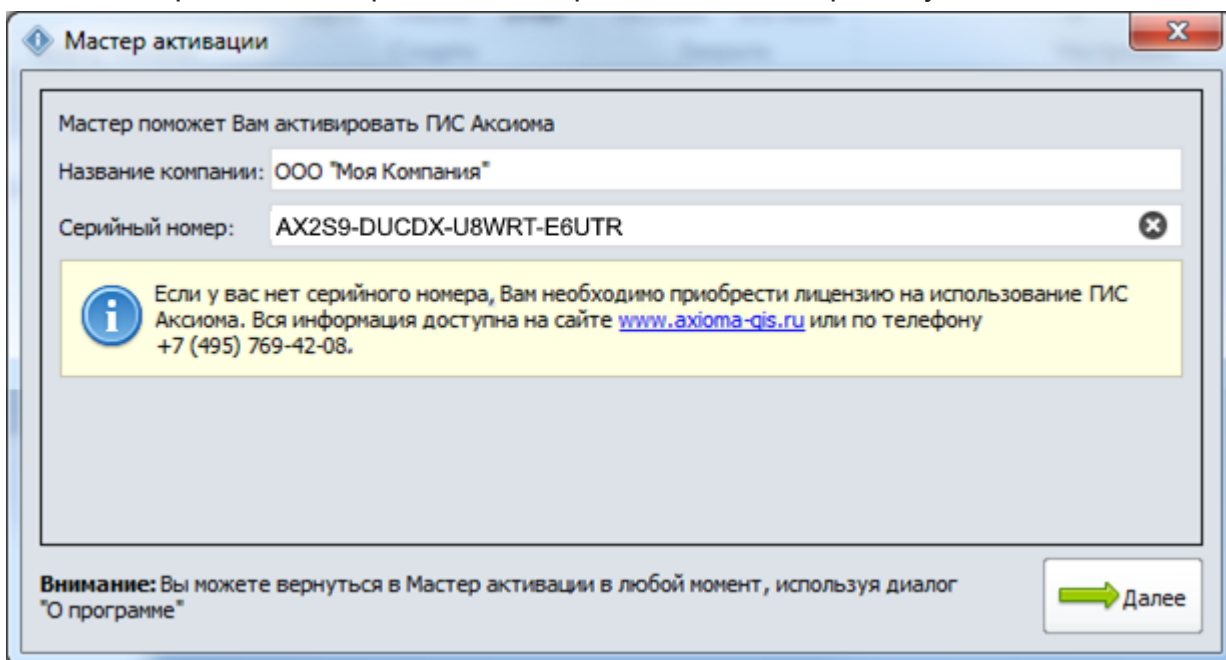 Мастер активации
Мастер поможет Вам активировать ГИС Аксиома
Название компании: ООО "Моя Компания"
Серийный номер: AX2S9-DUCDX-U8WRT-E6UTR
Если у вас нет серийного номера, Вам необходимо приобрести лицензию на использование ГИС
Аксиома. Вся информация доступна на сайте www.axioma-gis.ru или по телефону
+7 (495) 769-42-08.
Внимание: Вы можете вернуться в Мастер активации в любой момент, используя диалог
"О программе"
Далее